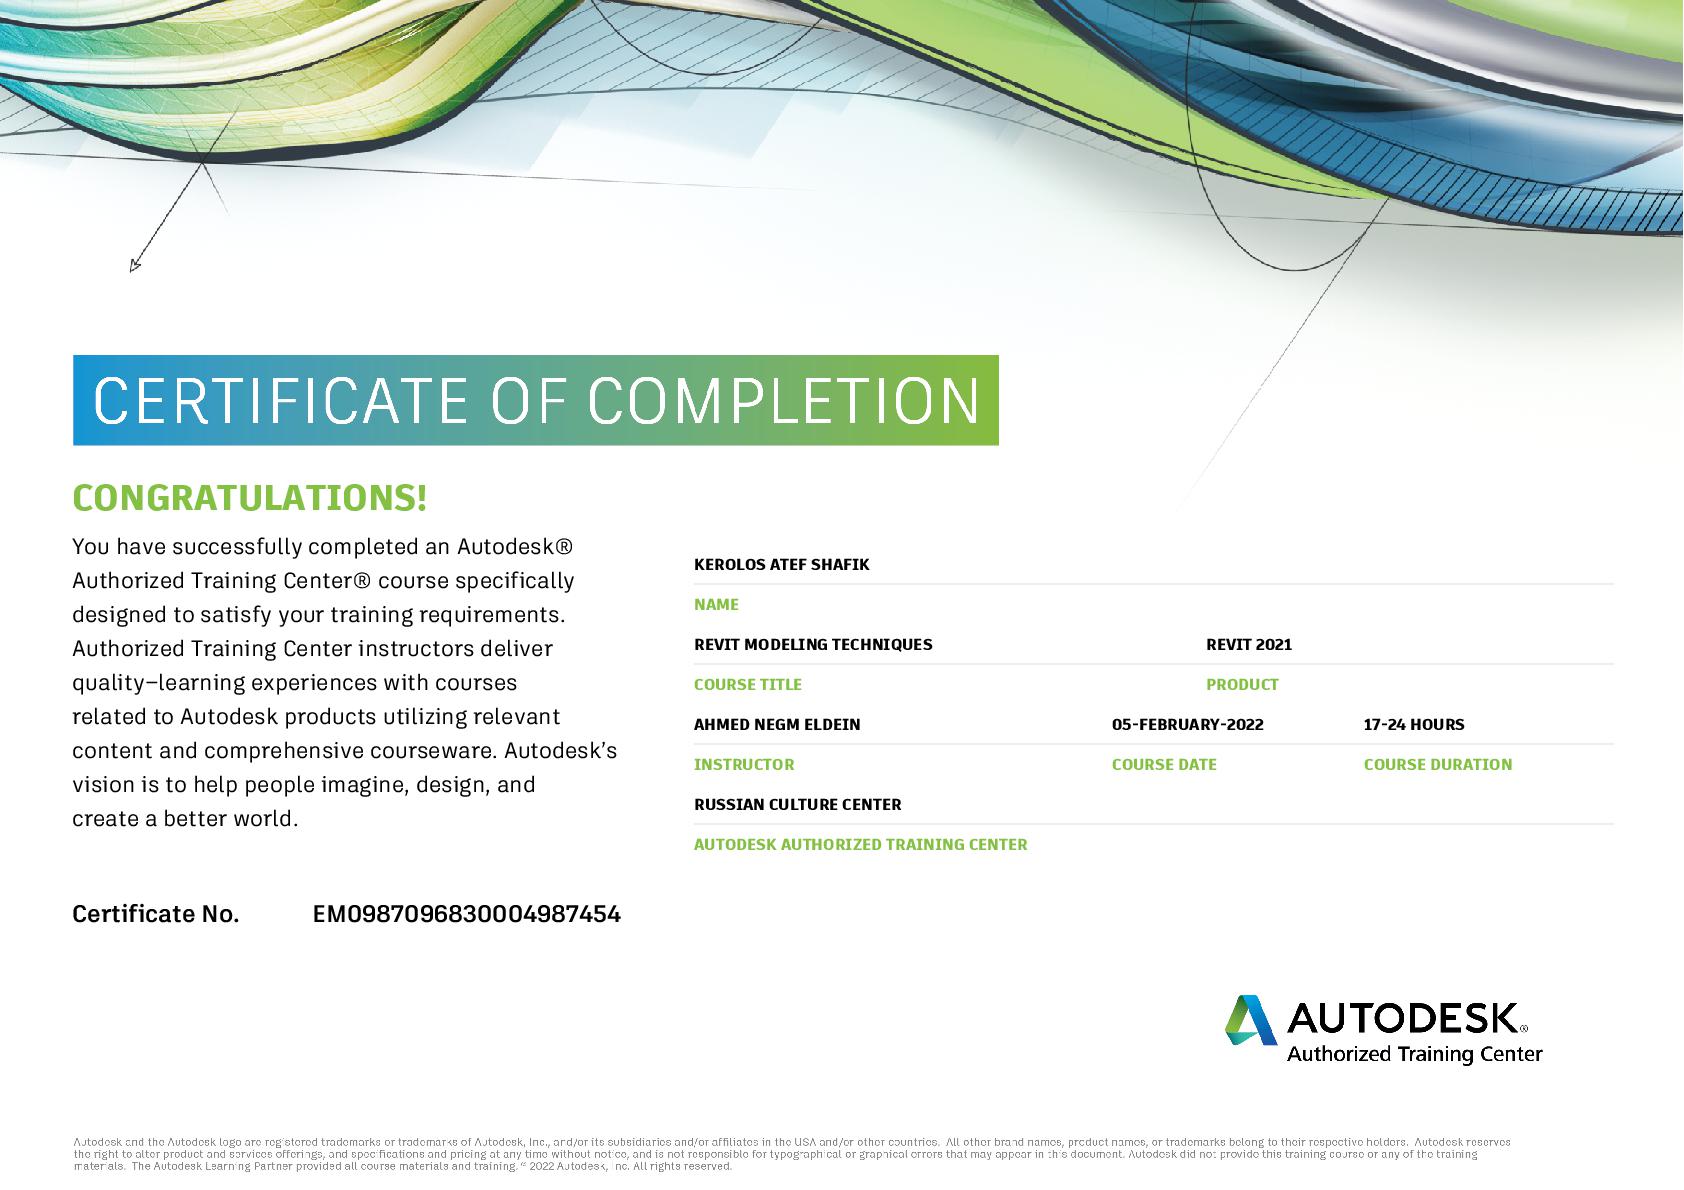 CERTIFICATE OF COMPLETION
CONGRATULATIONS!
You have successfully completed an Autodesk®
Authorized Training Center® course specifically
designed to satisfy your training requirements.
Authorized Training Center instructors deliver
quality–learning experiences with courses
related to Autodesk products utilizing relevant
content and comprehensive courseware. Autodesk's
vision is to help people imagine, design, and
create a better world.
Certificate No. EM0987096830004987454
KEROLOS ATEF SHAFIK
NAME
REVIT MODELING TECHNIQUES REVIT 2021
COURSE TITLE PRODUCT
AHMED NEGM ELDEIN 05-FEBRUARY-2022 17-24 HOURS
INSTRUCTOR COURSE DATE COURSE DURATION
RUSSIAN CULTURE CENTER
AUTODESK AUTHORIZED TRAINING CENTER
AUTODESK®
Authorized Training Center
Autodesk and the Autodesk logo are registered trademarks or trademarks of Autodesk, Inc., and/or its subsidiaries and/or affiliates in the USA and/or other countries. All other brand names, product names, or trademarks belong to their respective holders. Autodesk reserves
the right to alter product and services offerings, and specifications and pricing at any time without notice, and is not responsible for typographical or graphical errors that may appear in this document. Autodesk did not provide this training course or any of the training
materials. The Autodesk Learning Partner provided all course materials and training. © 2022 Autodesk, Inc. All rights reserved.